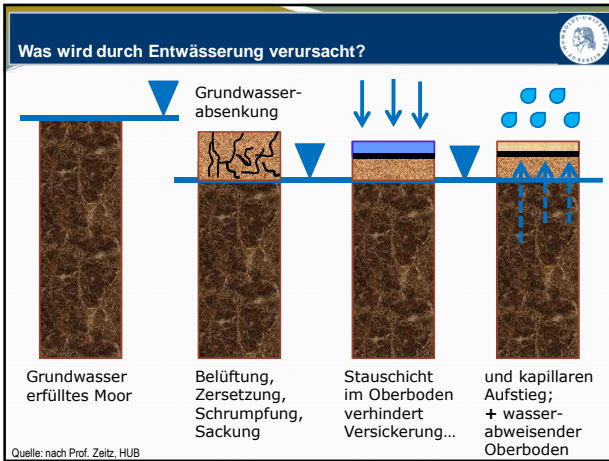 Was wird durch Entwässerung verursacht?
Grundwasser-
absenkung
Grundwasser
erfülltes Moor
Belüftung,
Zersetzung,
Schrumpfung,
Sackung
Stauschicht
im Oberboden
verhindert
Versickerung...
und kapillaren
Aufstieg;
+ wasser-
abweisender
Oberboden
Quelle: nach Prof. Zeitz, HUB